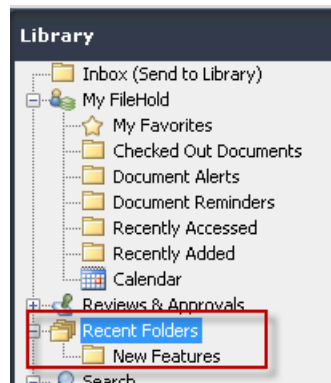 Library
Inbox (Send to Library)
My FileHold
My Favorites
Checked Out Documents
Document Alerts
Document Reminders
Recently Accessed
Recently Added
Calendar
Reviews & Approvals
Recent Folders
New Features
Search